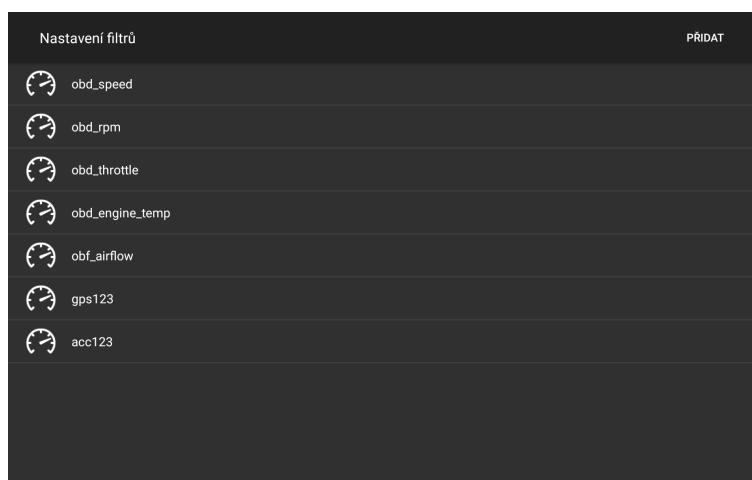 Nastavení filtrů
PŘIDAT
obd_speed
obd_rpm
obd_throttle
obd_engine_temp
obf_airflow
gps123
acc123